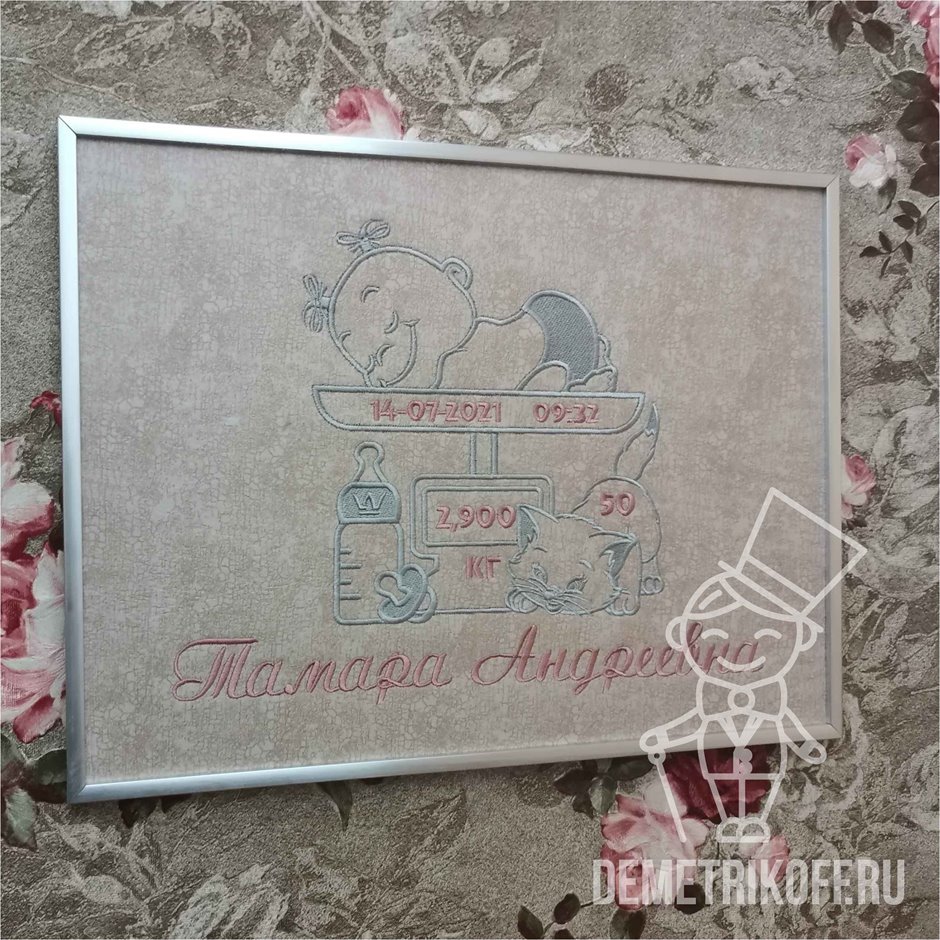 14-07-2021 09:32
2,900 50
КГ
Тамара Андреевна
B
DEMETRIKOFF.RU